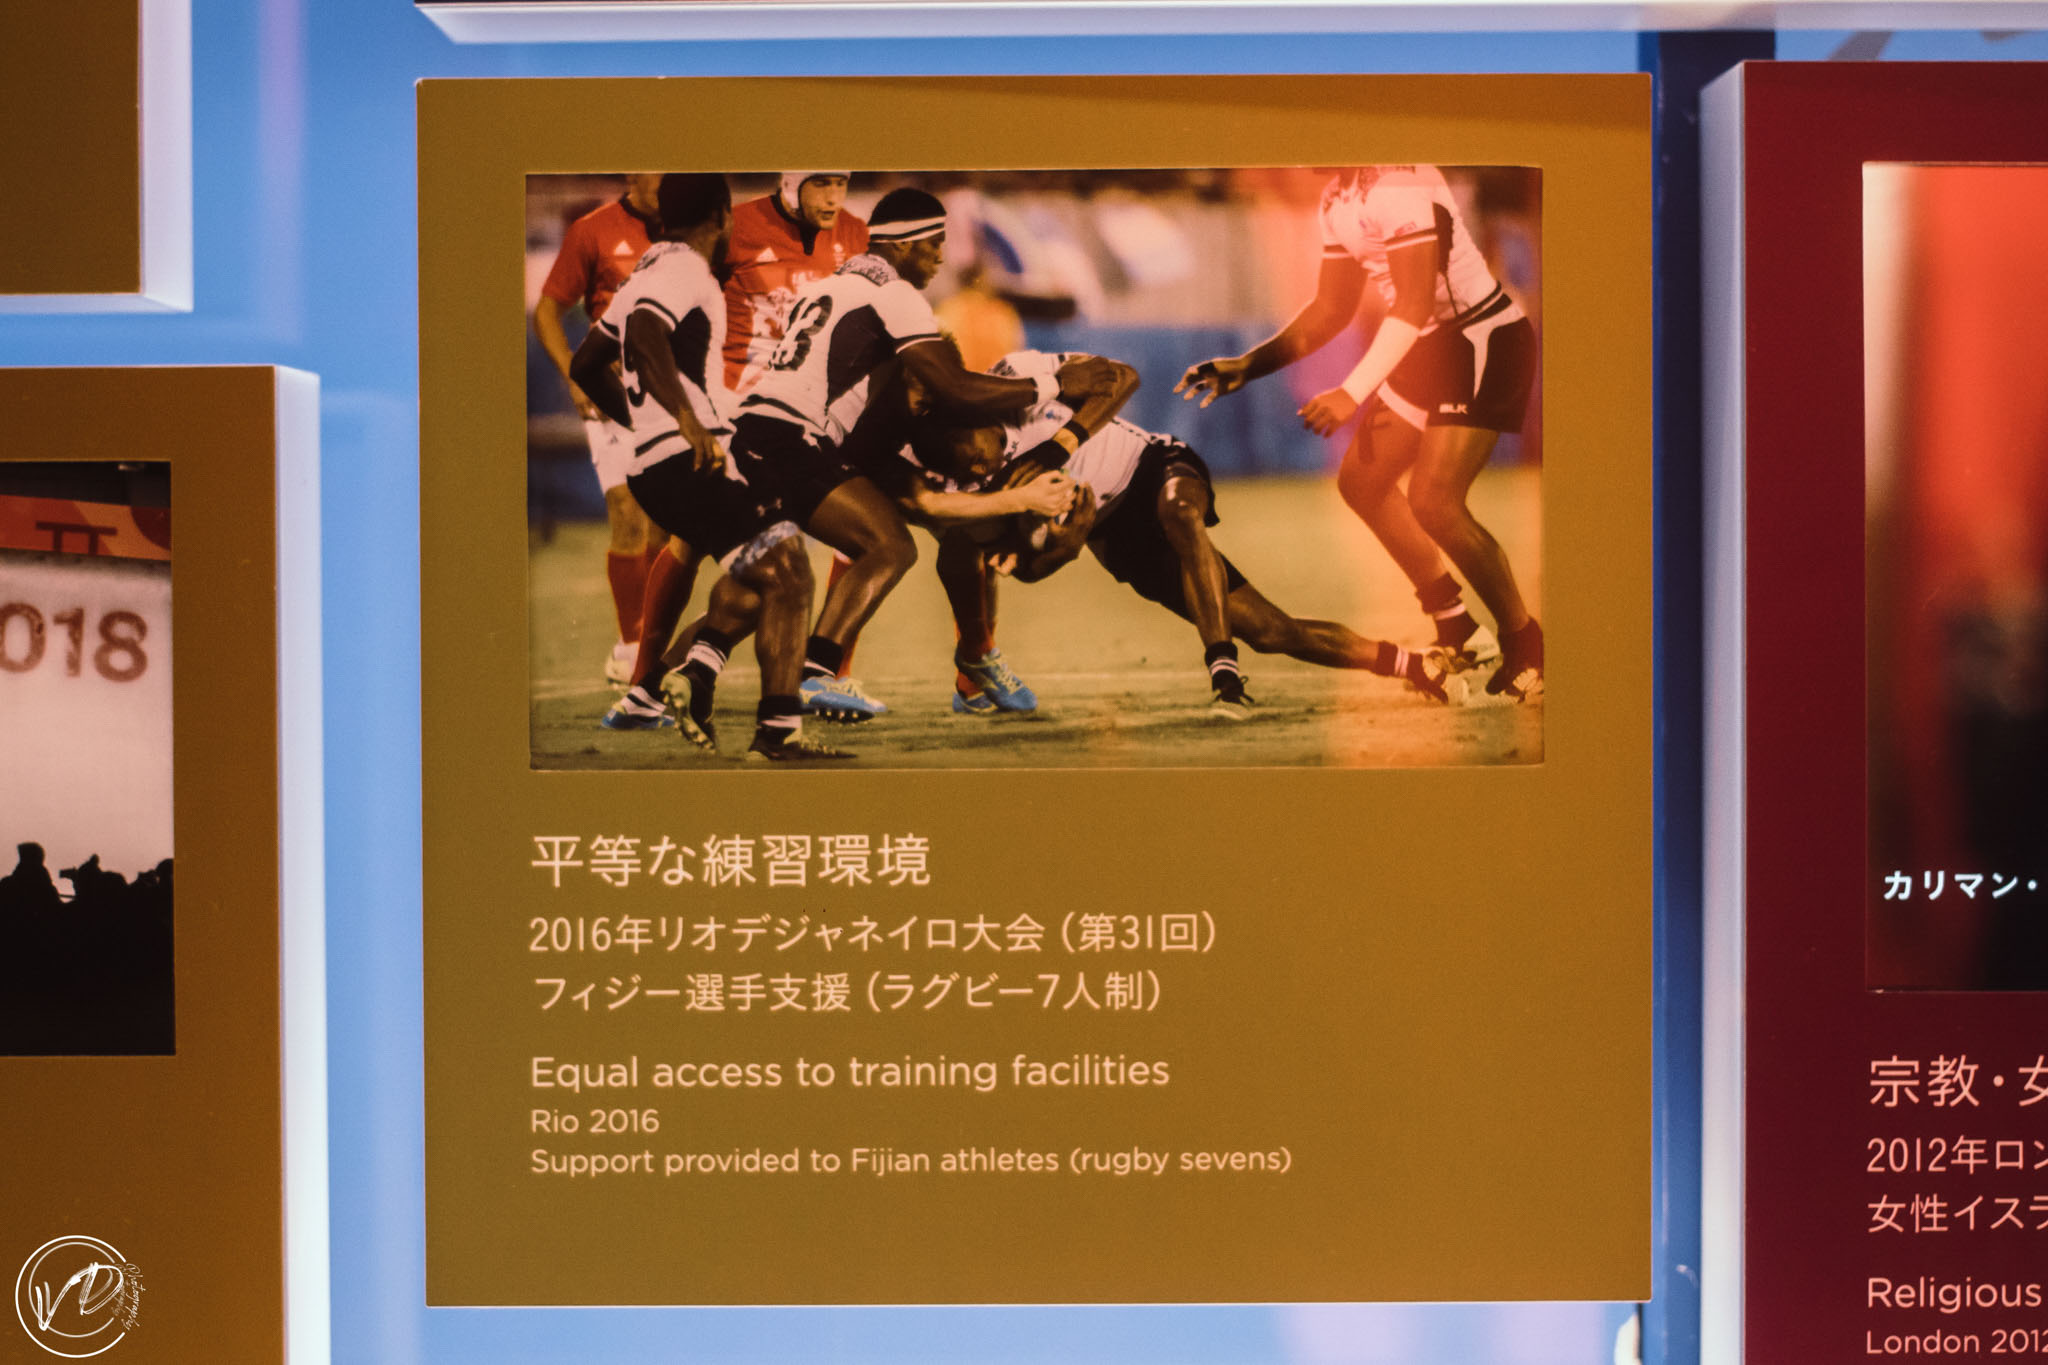 2018
BLK
平等な練習環境
2016年リオデジャネイロ大会（第31回）
フィジー選手支援（ラグビー7人制）
Equal access to training facilities
Rio 2016
Support provided to Fijian athletes (rugby sevens)
カリマン・
宗教・女
2012年ロン
女性イスラ
Religious
London 2012
VD